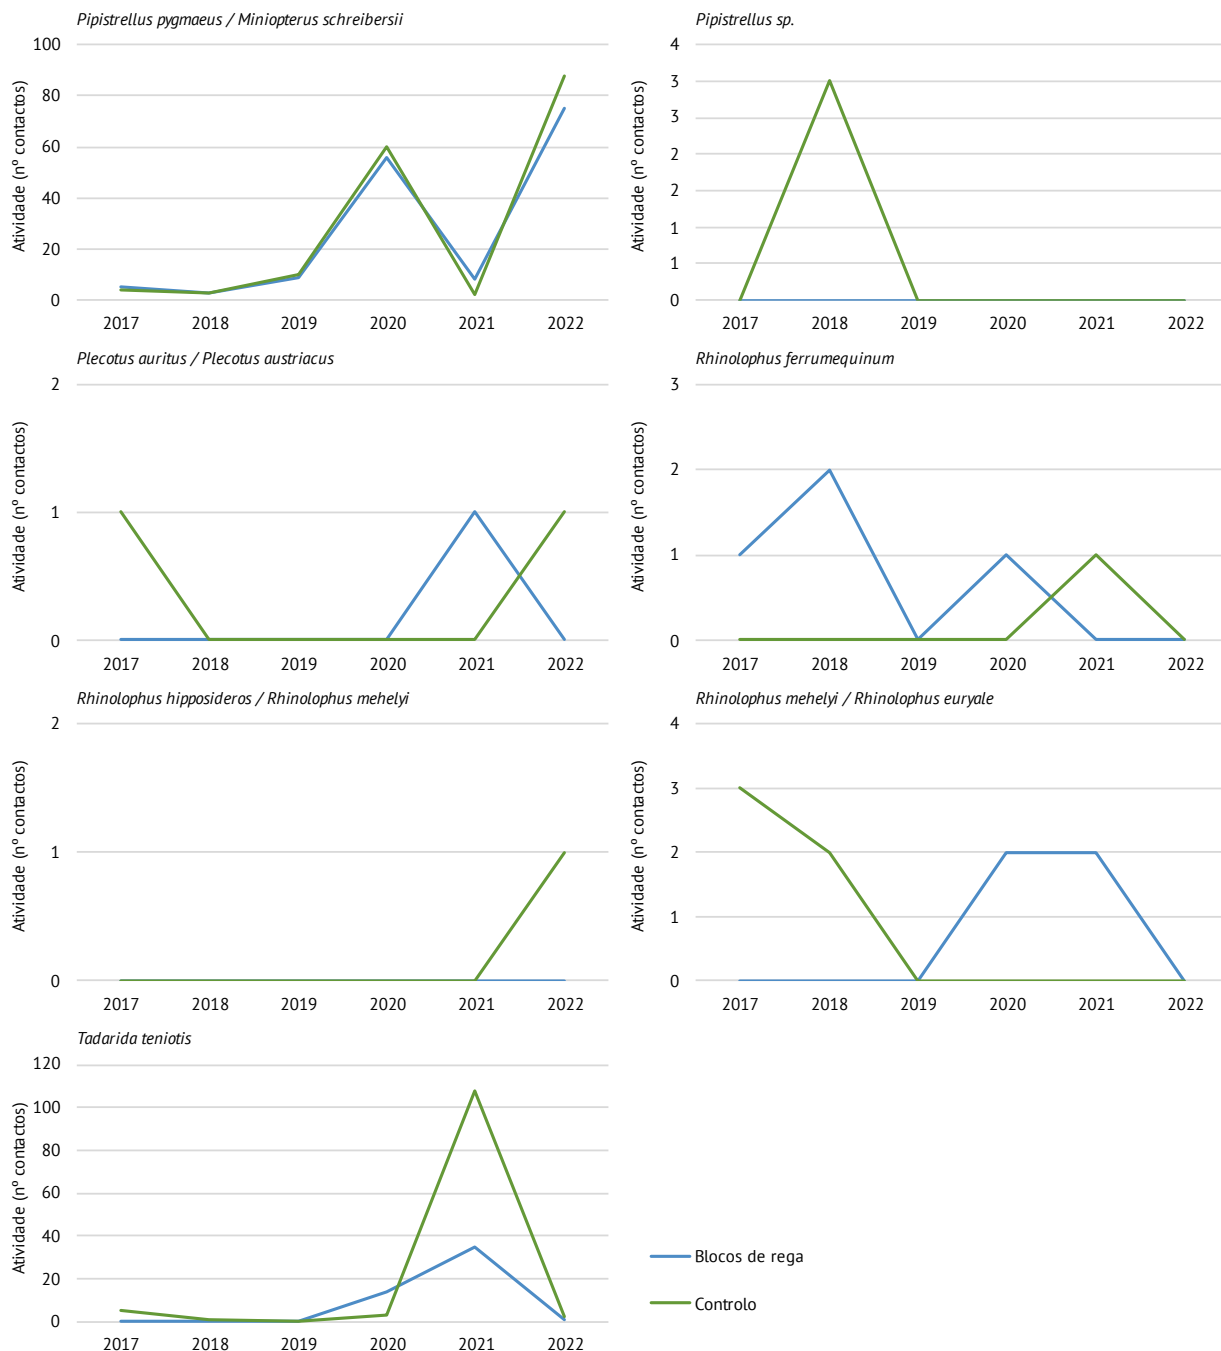 Pipistrellus pygmaeus / Miniopterus schreibersii
Atividade (nº contactos)
100
80
60
40
20
0
2017 2018 2019 2020 2021 2022
Pipistrellus sp.
Atividade (nº contactos)
4
3
3
2
2
1
1
0
2017 2018 2019 2020 2021 2022
Plecotus auritus / Plecotus austriacus
Atividade (nº contactos)
2
1
0
2017 2018 2019 2020 2021 2022
Rhinolophus ferrumequinum
Atividade (nº contactos)
3
2
1
0
2017 2018 2019 2020 2021 2022
Rhinolophus hipposideros / Rhinolophus mehelyi
Atividade (nº contactos)
2
1
0
2017 2018 2019 2020 2021 2022
Rhinolophus mehelyi / Rhinolophus euryale
Atividade (nº contactos)
4
3
2
1
0
2017 2018 2019 2020 2021 2022
Tadarida teniotis
Atividade (nº contactos)
120
100
80
60
40
20
0
2017 2018 2019 2020 2021 2022
Blocos de rega
Controlo